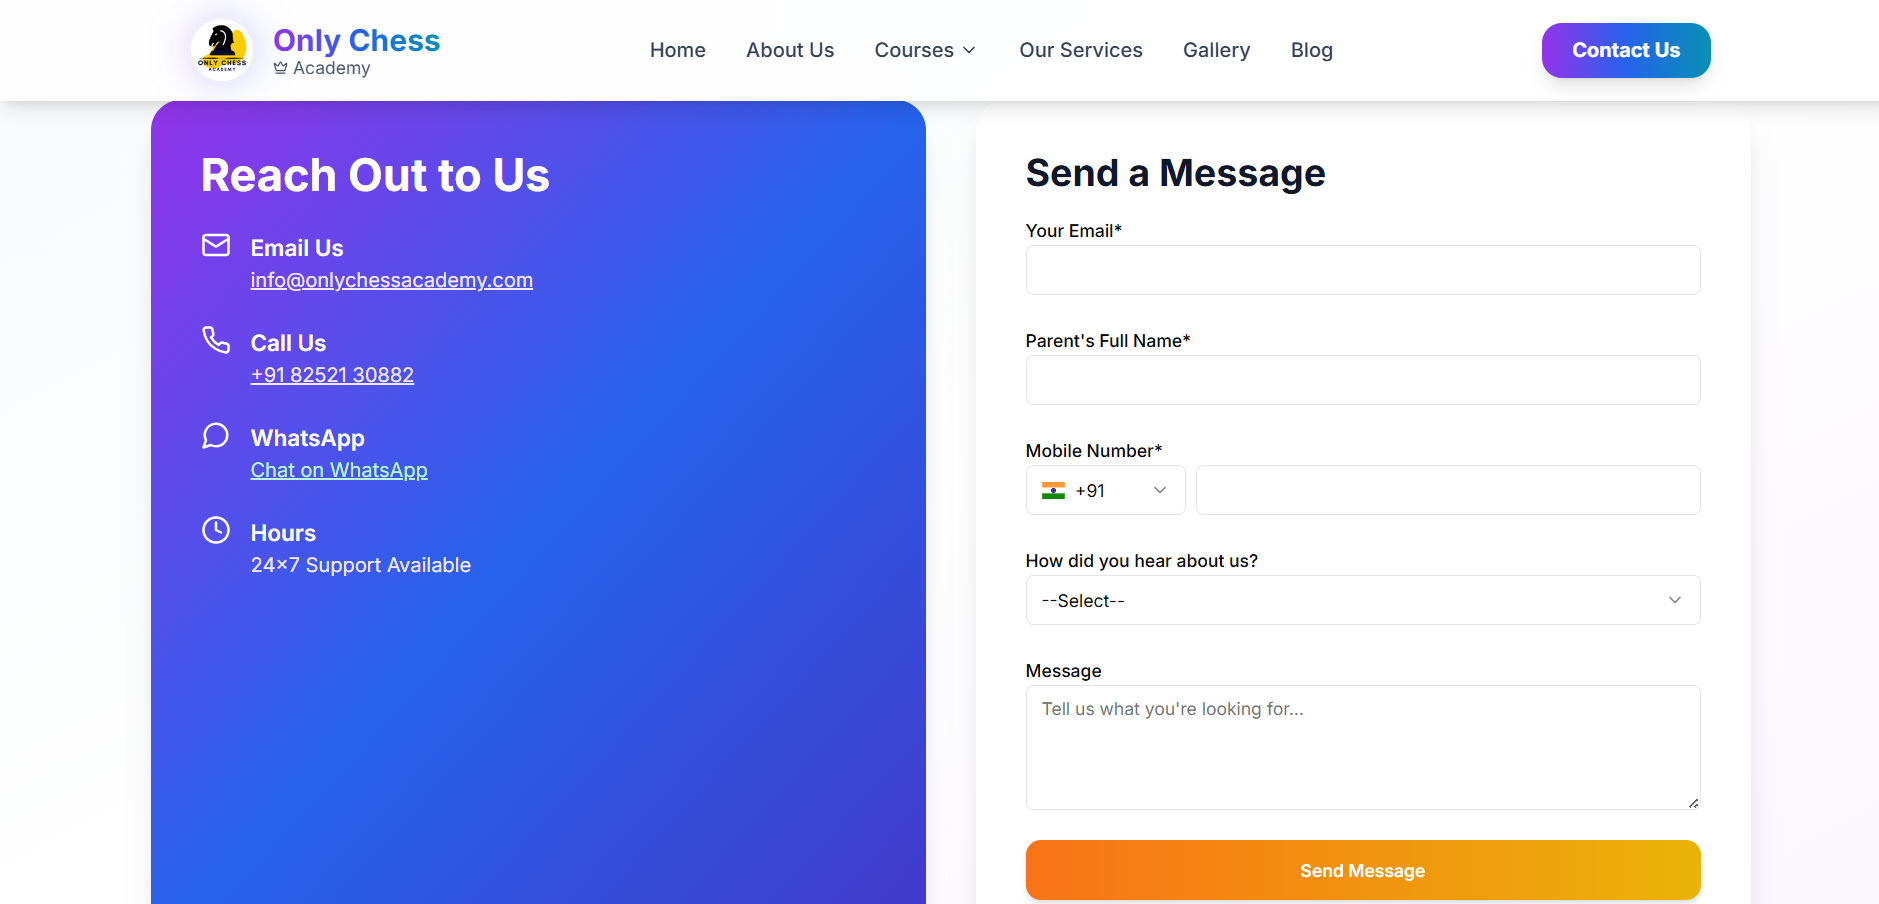 ONLY CHESS
ACADEMY
Only Chess
Academy
Home
About Us
Courses
Our Services
Gallery
Blog
Contact Us
Reach Out to Us
Email Us
info@onlychessacademy.com
Call Us
+91 82521 30882
WhatsApp
Chat on WhatsApp
Hours
24×7 Support Available
Send a Message
Your Email*
Parent's Full Name*
Mobile Number*
+91
How did you hear about us?
--Select--
Message
Tell us what you're looking for...
Send Message